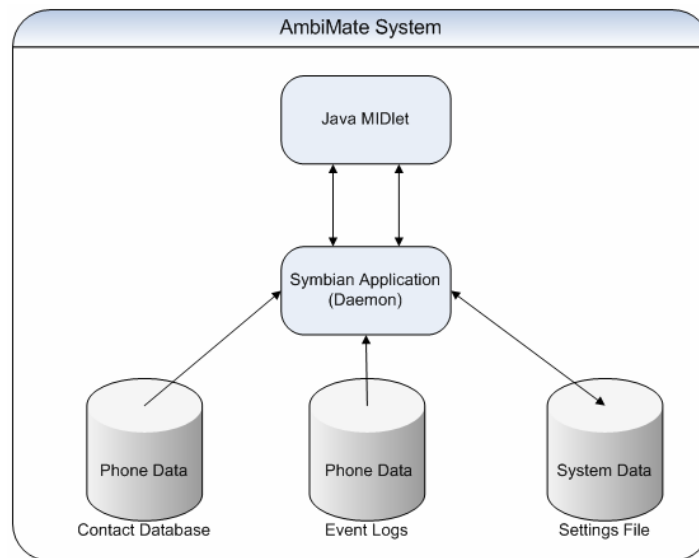 AmbiMate System
Java MIDlet
Symbian Application
(Daemon)
Phone Data
Phone Data
System Data
Contact Database
Event Logs
Settings File